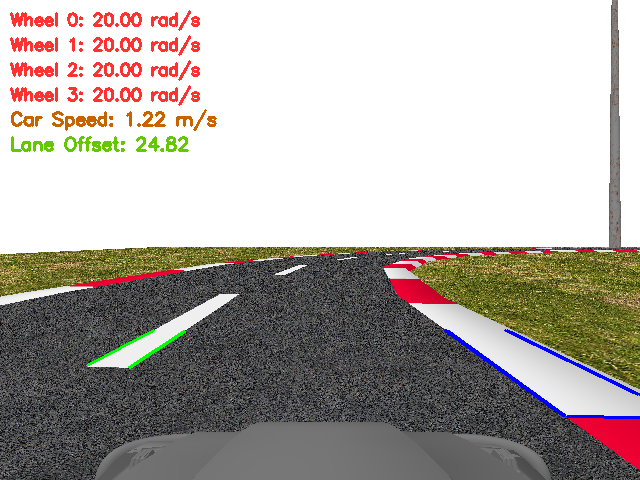 Wheel 0: 20.00 rad/s
Wheel 1: 20.00 rad/s
Wheel 2: 20.00 rad/s
Wheel 3: 20.00 rad/s
Car Speed: 1.22 m/s
Lane Offset: 24.82